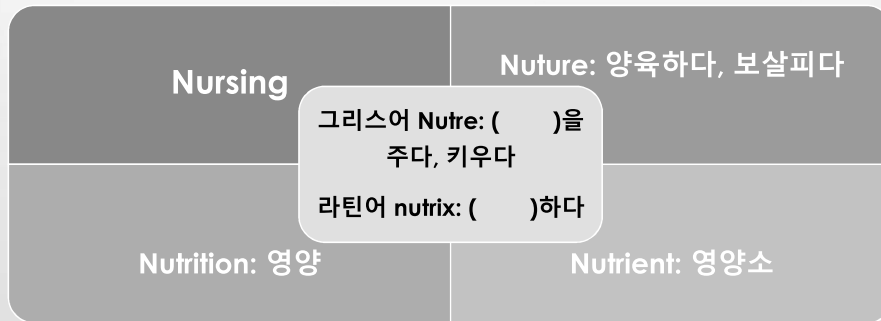 Nursing
Nuture: 양육하다, 보살피다
그리스어 Nutre: (       )을
주다, 키우다
라틴어 nutrix: (       )하다
Nutrition: 영양
Nutrient: 영양소